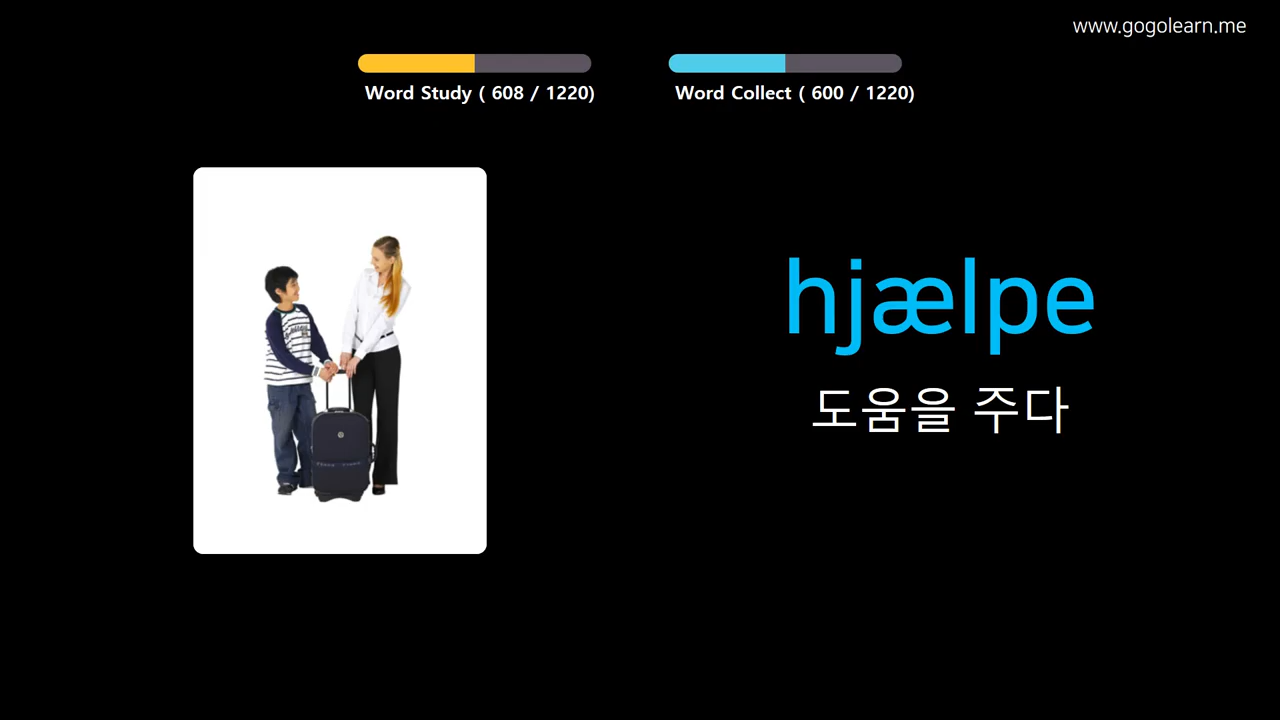 www.gogolearn.me
Word Study ( 608 / 1220)
Word Collect ( 600 / 1220)
hjælpe
도움을 주다